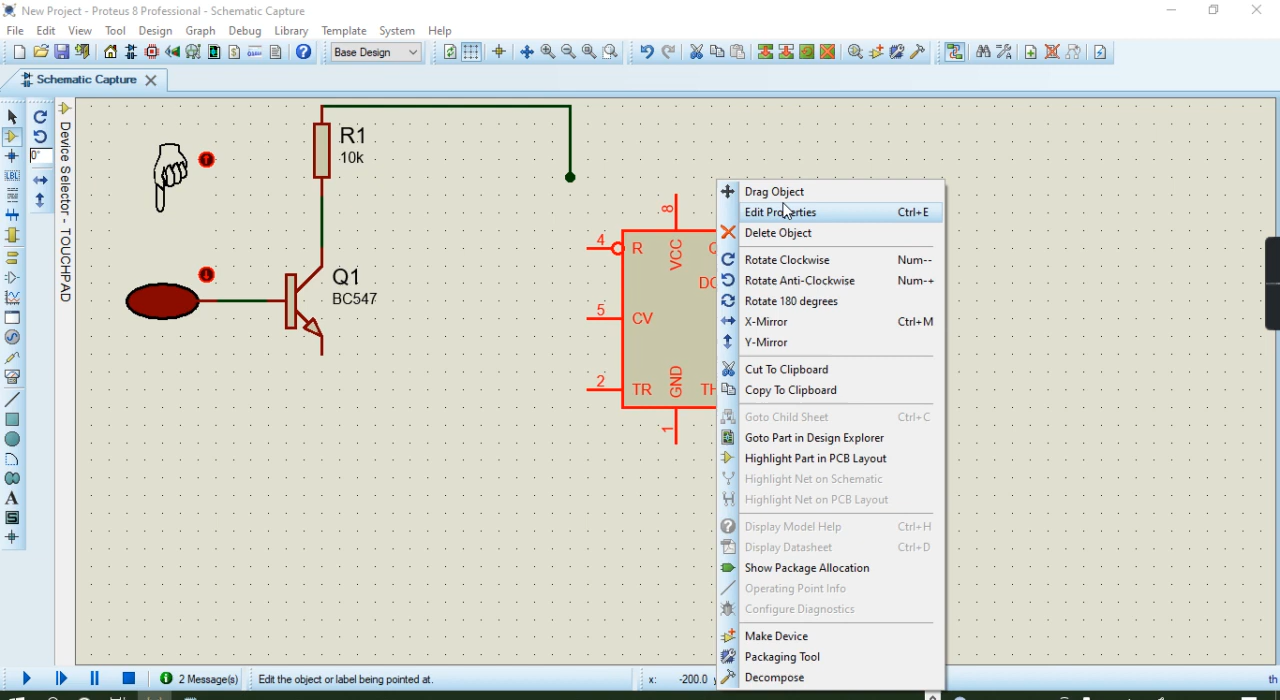 New Project - Proteus 8 Professional - Schematic Capture
File Edit View Tool Design Graph Debug Library Template System Help
Base Design
Schematic Capture
0°
Device Selector - TOUCHPAD
LBL
A
S
R1
10k
Q1
BC547
8
4
R
VCC
5
CV
2
TR
GND
1
Drag Object
Edit Properties Ctrl+E
Delete Object
Rotate Clockwise Num--
Rotate Anti-Clockwise Num-+
Rotate 180 degrees
X-Mirror Ctrl+M
Y-Mirror
Cut To Clipboard
Copy To Clipboard
Goto Child Sheet Ctrl+C
Goto Part in Design Explorer
Highlight Part in PCB Layout
Highlight Net on Schematic
Highlight Net on PCB Layout
Display Model Help Ctrl+H
Display Datasheet Ctrl+D
Show Package Allocation
Operating Point Info
Configure Diagnostics
Make Device
Packaging Tool
Decompose
2 Message(s)
Edit the object or label being pointed at.
x: -200.0
th